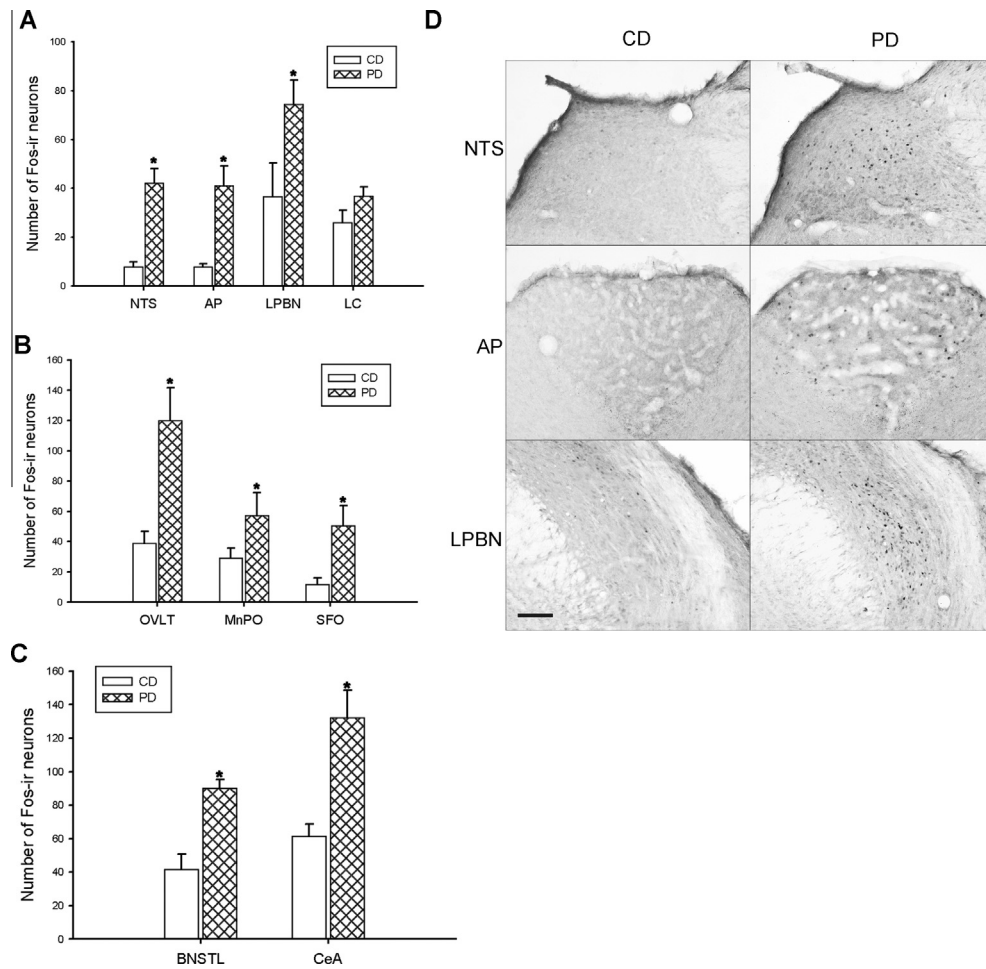 A
Number of Fos-ir neurons
100
80
60
40
20
0
CD
PD
*
*
*
NTS
AP
LPBN
LC
B
Number of Fos-ir neurons
160
140
120
100
80
60
40
20
0
CD
PD
*
*
*
OVLT
MnPO
SFO
C
Number of Fos-ir neurons
160
140
120
100
80
60
40
20
0
CD
PD
*
*
BNSTL
CeA
D
CD
PD
NTS
AP
LPBN